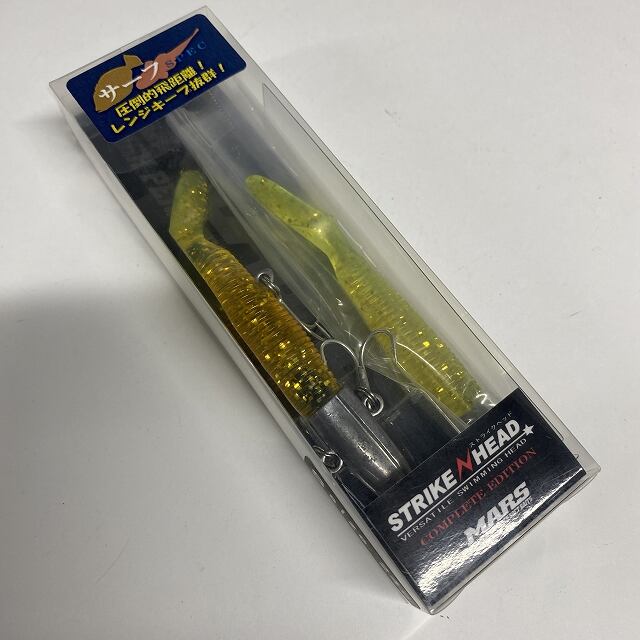 サーフ SPEC
圧倒的飛距離！
レンジキープ抜群！
ストライクヘッド
STRIKE HEAD
VERSATILE SWIMMING HEAD
COMPLETE EDITION
MARS